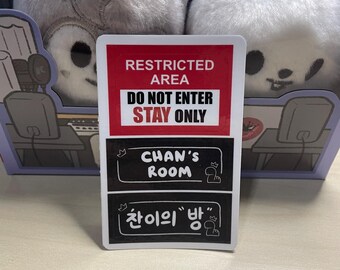 RESTRICTED
AREA
DO NOT ENTER
STAY ONLY
CHAN'S
ROOM
찬이의 "방"